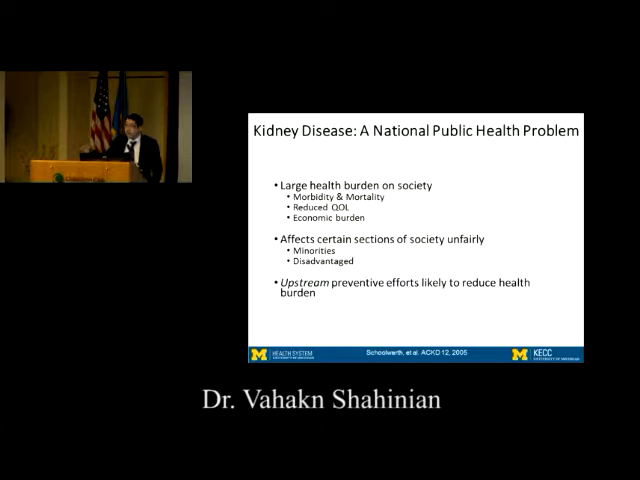 Kidney Disease: A National Public Health Problem
• Large health burden on society
• Morbidity & Mortality
• Reduced QOL
• Economic burden
• Affects certain sections of society unfairly
• Minorities
• Disadvantaged
• Upstream preventive efforts likely to reduce health
burden
M HEALTH SYSTEM
UNIVERSITY OF MICHIGAN
Schoolwerth, et al. ACKD 12, 2005
M KECC
UNIVERSITY OF MICHIGAN
Dr. Vahakn Shahinian